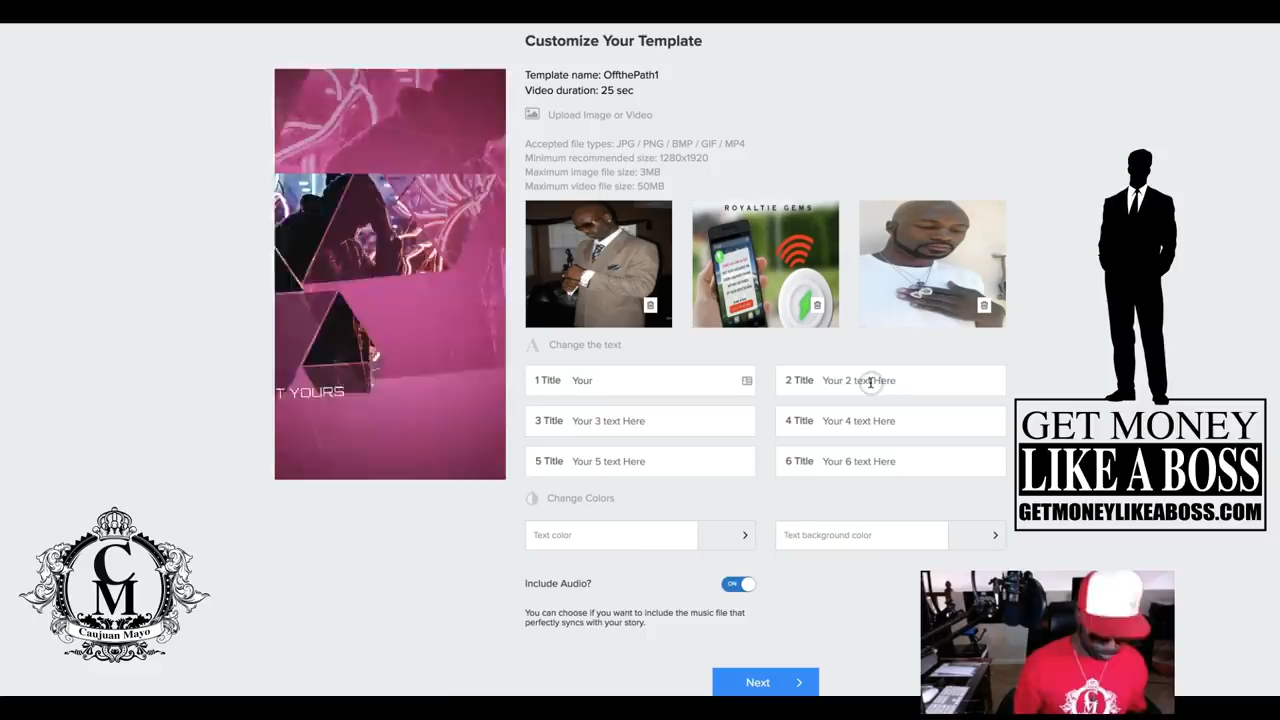 Customize Your Template
Template name: OffthePath1
Video duration: 25 sec
Upload Image or Video
Accepted file types: JPG / PNG / BMP / GIF / MP4
Minimum recommended size: 1280x1920
Maximum image file size: 3MB
Maximum video file size: 50MB
ROYALTIE GEMS
A Change the text
1 Title Your
2 Title Your 2 text Here
3 Title Your 3 text Here
4 Title Your 4 text Here
5 Title Your 5 text Here
6 Title Your 6 text Here
T YOURS
Change Colors
Text color
Text background color
Include Audio?
ON
You can choose if you want to include the music file that
perfectly syncs with your story.
Next
GET MONEY
LIKE A BOSS
GETMONEYLIKEABOSS.COM
C
M
Caujuan Mayo
C
M